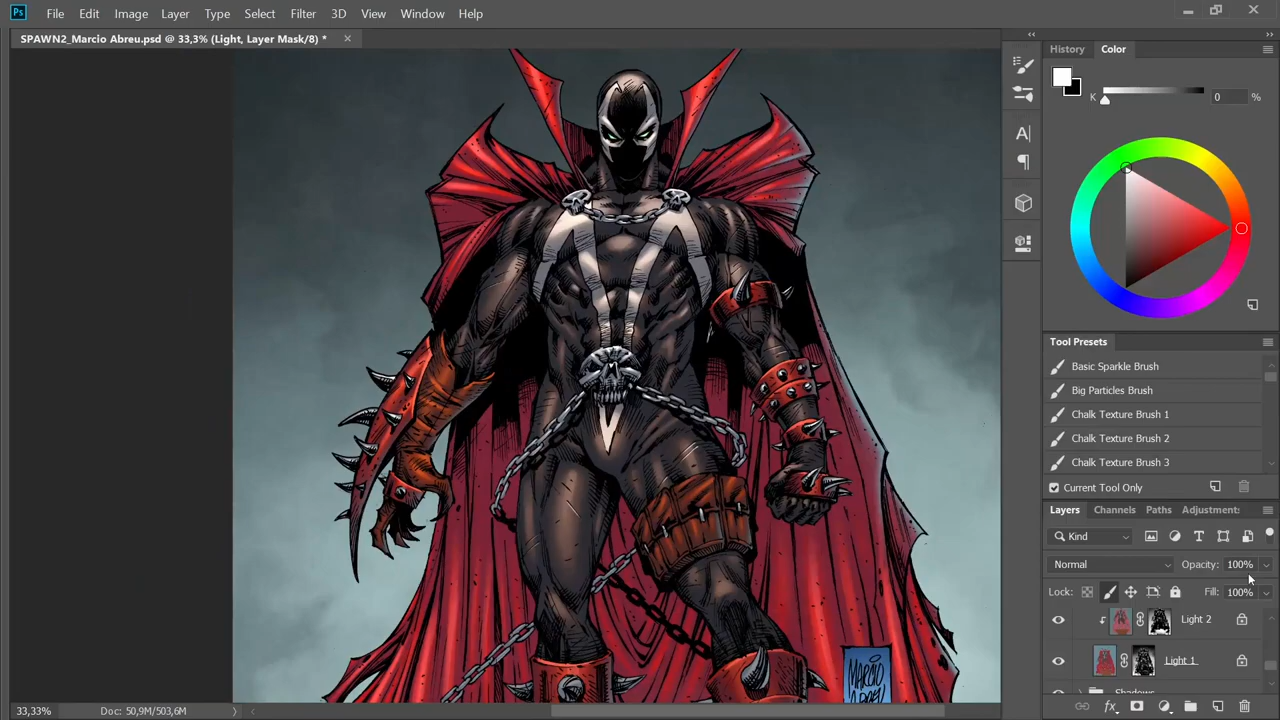 Ps File Edit Image Layer Type Select Filter 3D View Window Help
SPAWN2_Marcio Abreu.psd @ 33,3% (Light, Layer Mask/8) *
History Color
K 0 %
Tool Presets
Basic Sparkle Brush
Big Particles Brush
Chalk Texture Brush 1
Chalk Texture Brush 2
Chalk Texture Brush 3
Current Tool Only
Layers Channels Paths Adjustment:
Kind
Normal Opacity: 100%
Lock: Fill: 100%
Light 2
Light 1
Shadows
MARCIO
ABREU
33,33% Doc: 50,9M/503,6M